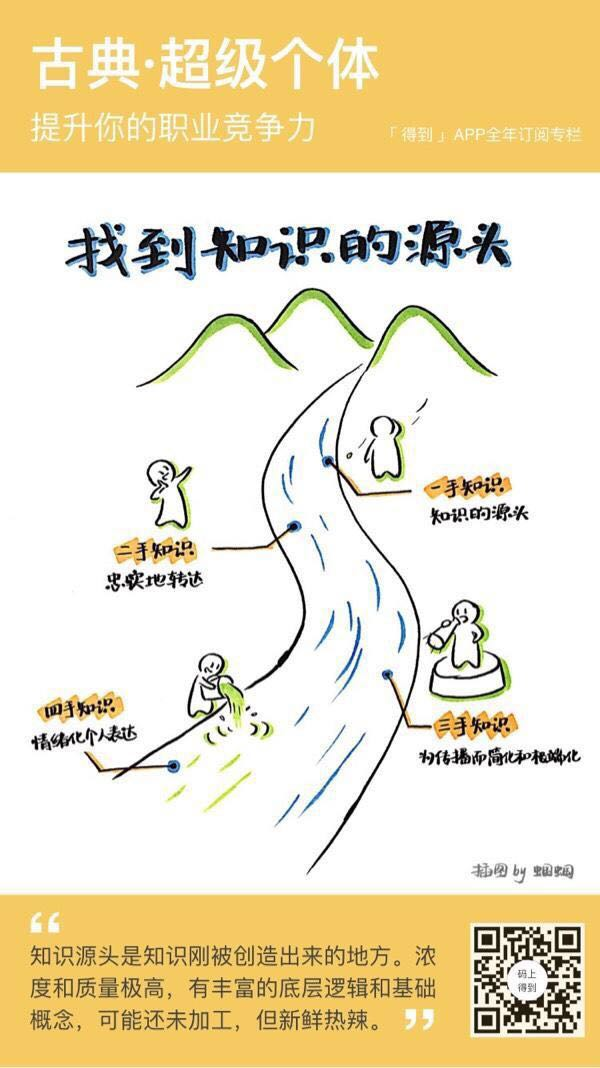 古典·超级个体
提升你的职业竞争力
「得到」APP全年订阅专栏
找到知识的源头
一手知识
知识的源头
二手知识
忠实地转达
三手知识
为传播而简化和极端化
四手知识
情绪化个人表达
插图 by 蝈蝈
“
知识源头是知识刚被创造出来的地方。浓
度和质量极高，有丰富的底层逻辑和基础
概念，可能还未加工，但新鲜热辣。 ”
码上
得到